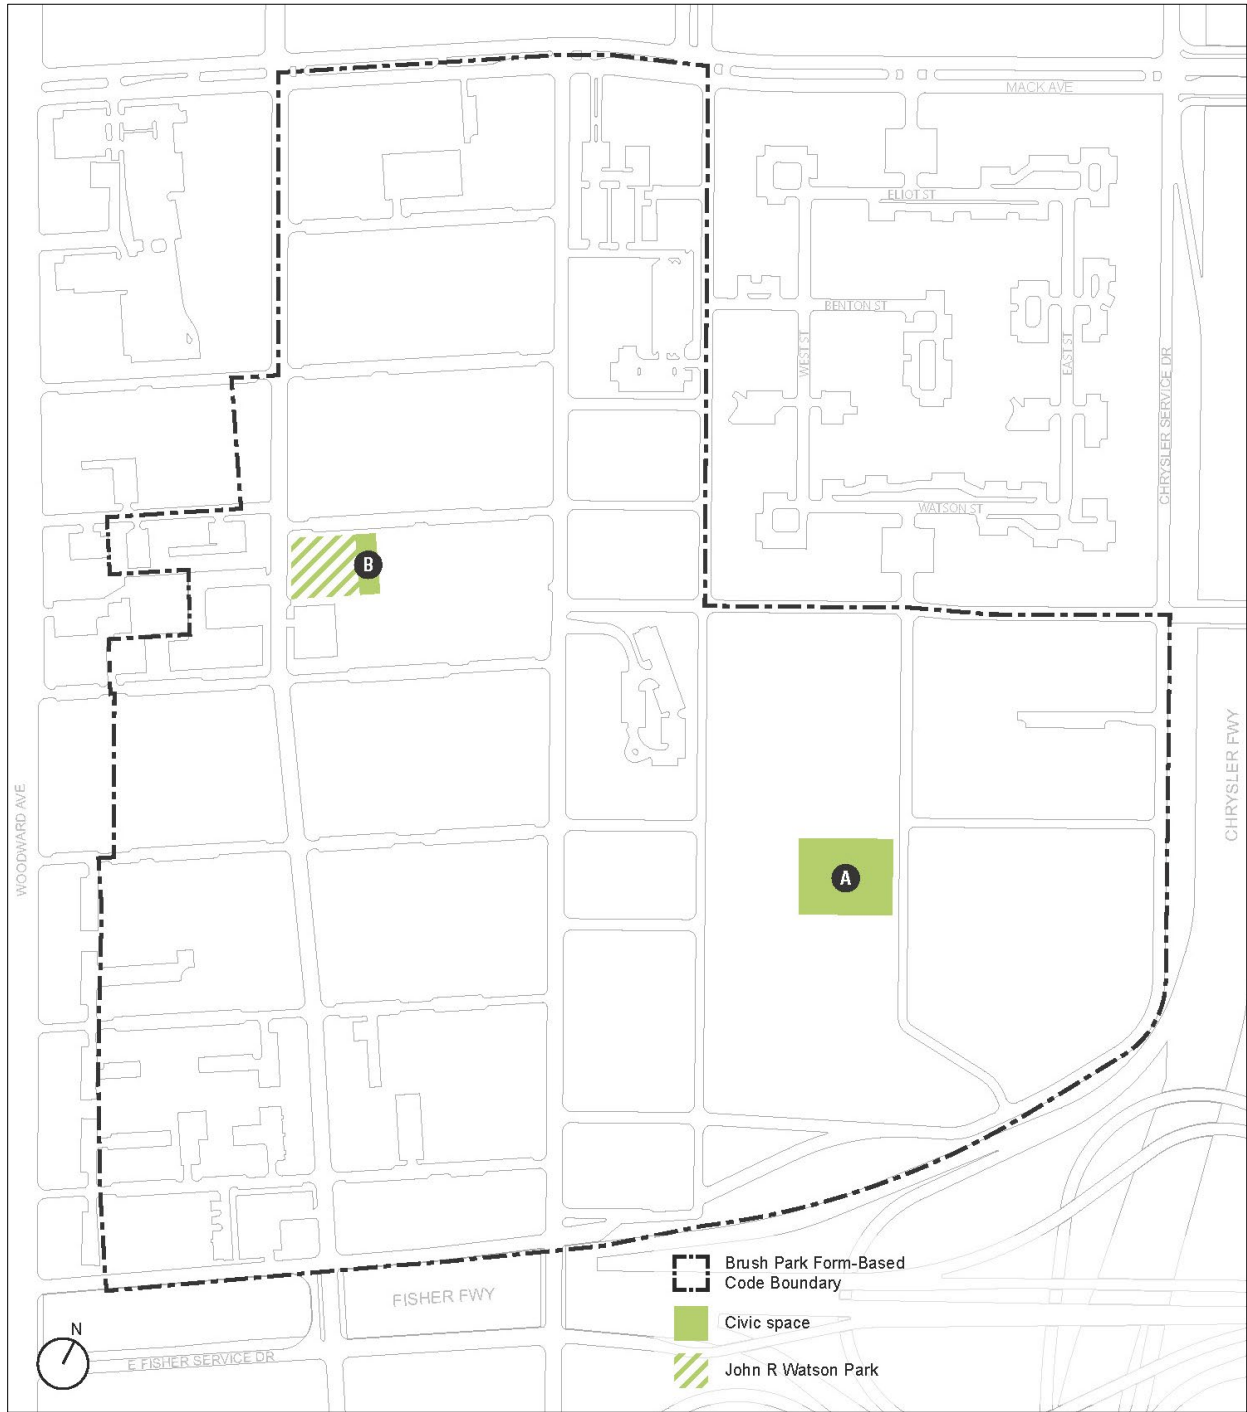 MACK AVE
ELIOT ST
BENTON ST
WEST ST
EAST ST
CHRYSLER SERVICE DR
WATSON ST
B
WOODWARD AVE
CHRYSLER FWY
A
Brush Park Form-Based
Code Boundary
FISHER FWY
Civic space
N
E FISHER SERVICE DR
John R Watson Park